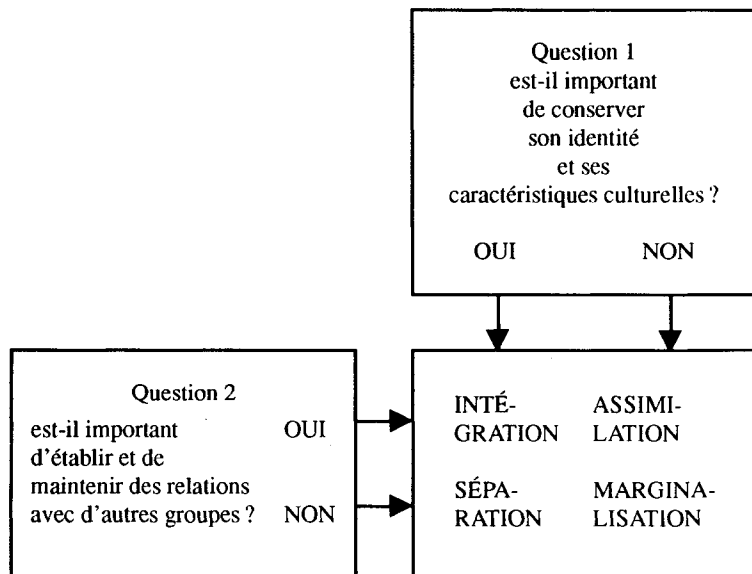 Question 1
est-il important
de conserver
son identité
et ses
caractéristiques culturelles ?
OUI NON
Question 2
est-il important OUI
d'établir et de
maintenir des relations
avec d'autres groupes ? NON
INTÉ- ASSIMI-
GRATION LATION
SÉPA- MARGINA-
RATION LISATION